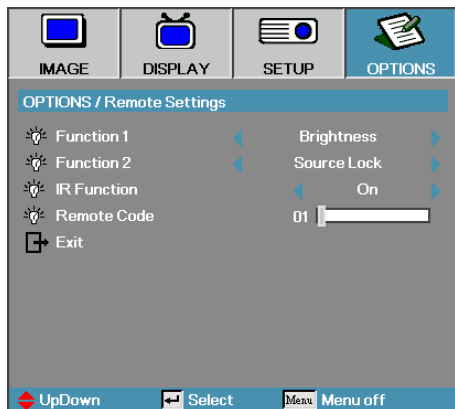 IMAGE DISPLAY SETUP OPTIONS
OPTIONS / Remote Settings
Function 1 Brightness
Function 2 Source Lock
IR Function On
Remote Code 01
Exit
UpDown Select Menu Menu off